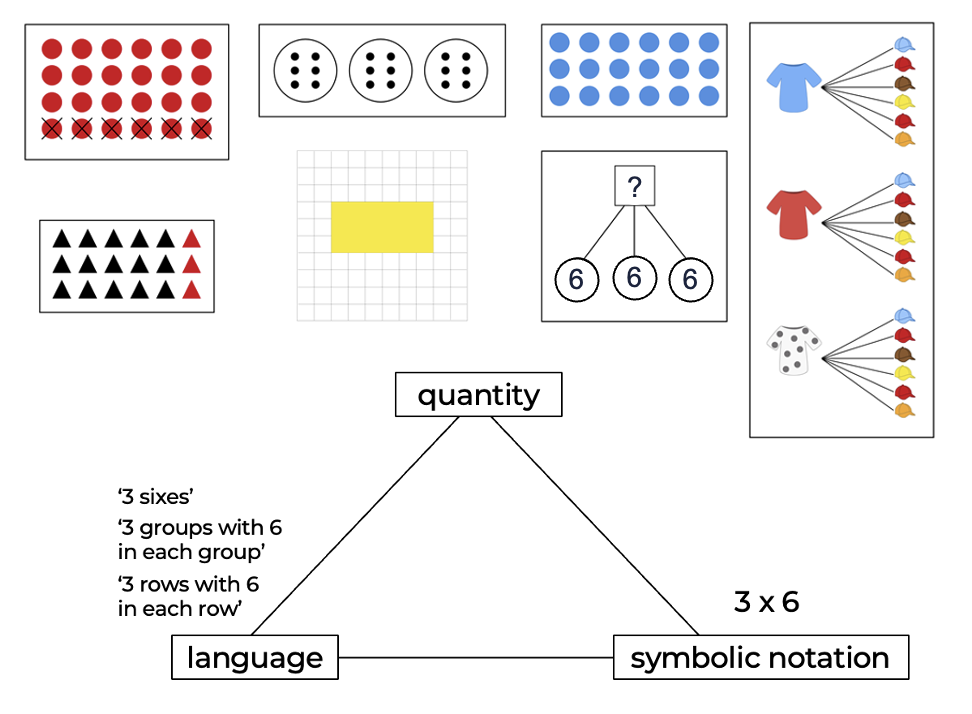 ?
6 6 6
quantity
‘3 sixes’
‘3 groups with 6
in each group’
‘3 rows with 6
in each row’
3 x 6
language
symbolic notation